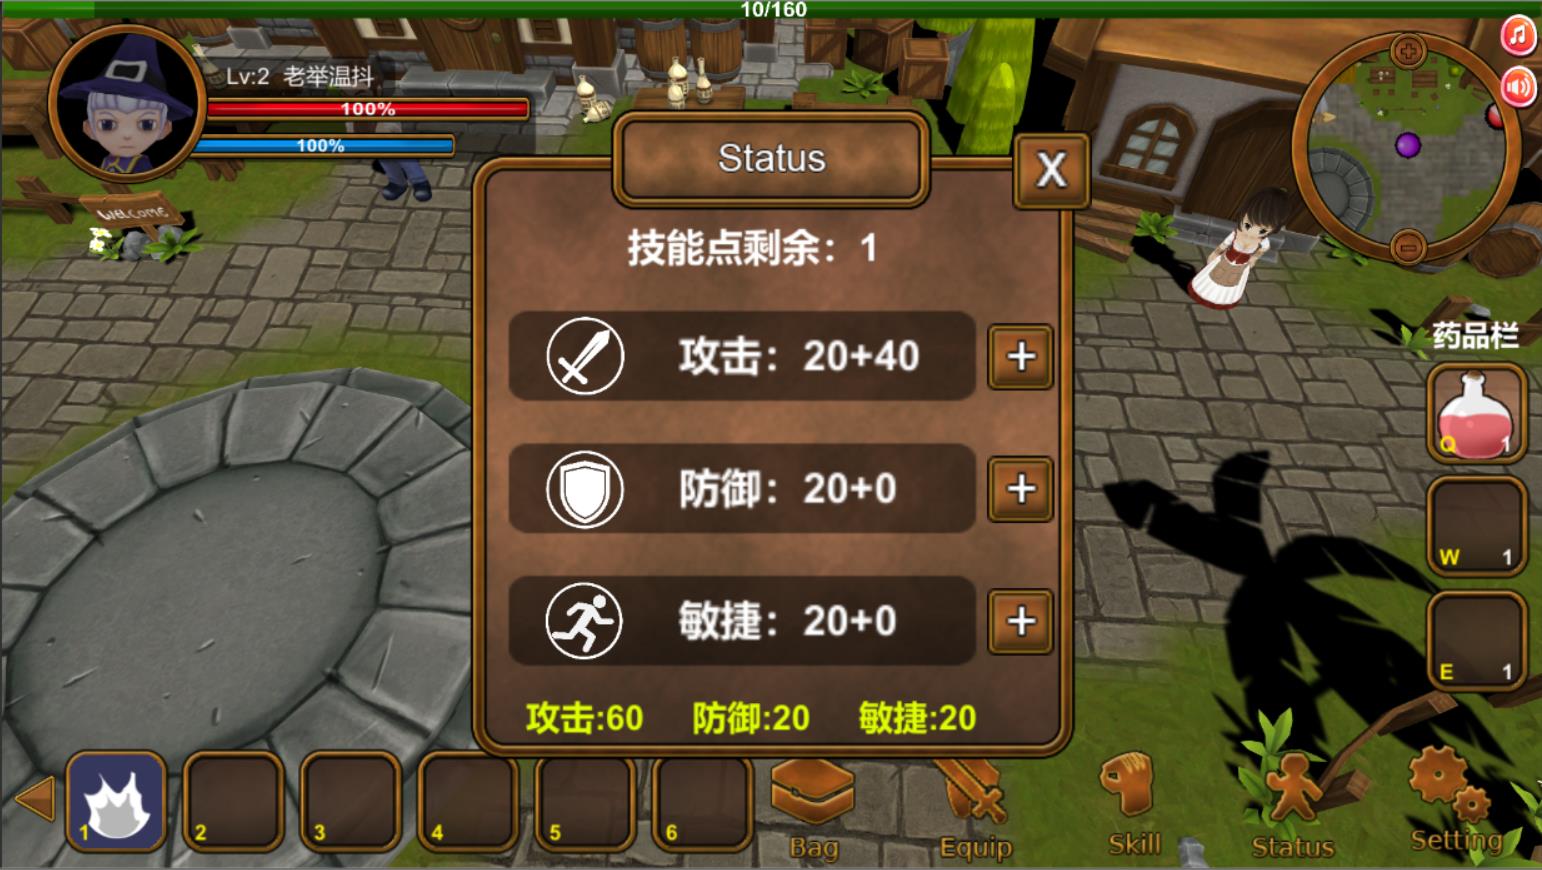 10/160
Lv:2 老举温抖
100%
100%
WELCOME
Status
X
技能点剩余：1
攻击：20+40
+
防御：20+0
+
敏捷：20+0
+
攻击:60 防御:20 敏捷:20
药品栏
Q 1
W 1
E 1
1 2 3 4 5 6
Bag Equip Skill Status Setting